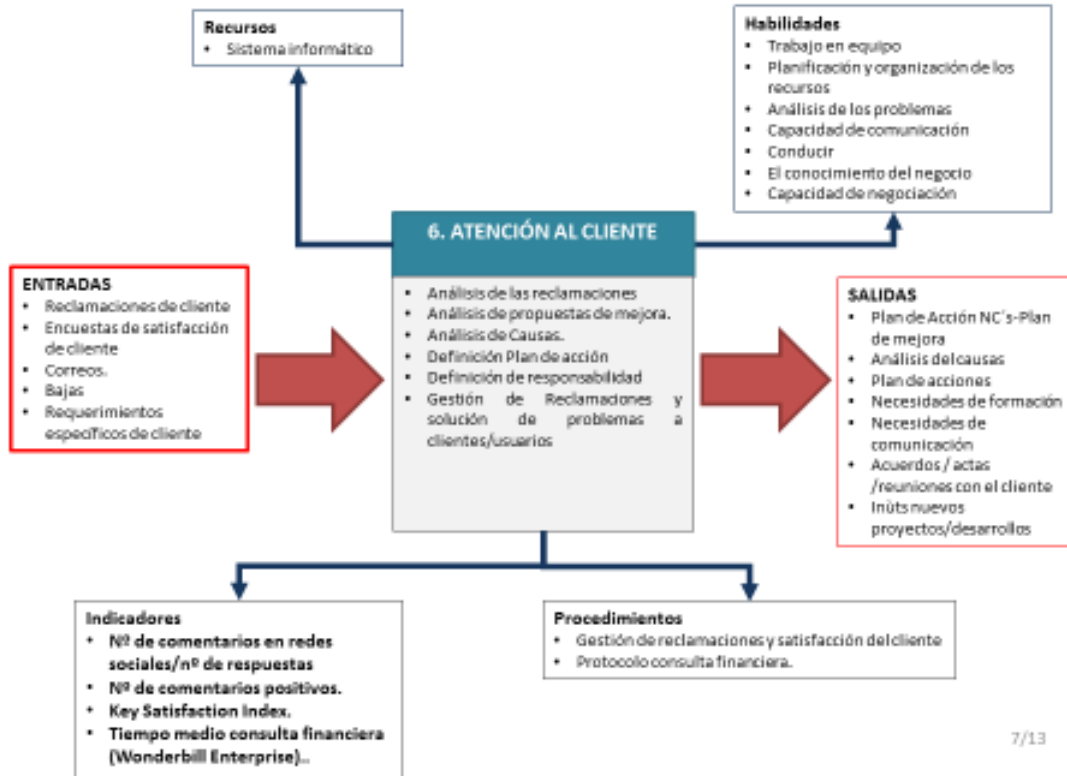 Recursos
• Sistema informático
Habilidades
• Trabajo en equipo
• Planificación y organización de los
recursos
• Análisis de los problemas
• Capacidad de comunicación
• Conducir
• El conocimiento del negocio
• Capacidad de negociación
6. ATENCIÓN AL CLIENTE
ENTRADAS
• Reclamaciones de cliente
• Encuestas de satisfacción
de cliente
• Correos.
• Bajas
• Requerimientos
específicos de cliente
• Análisis de las reclamaciones
• Análisis de propuestas de mejora.
• Análisis de Causas.
• Definición Plan de acción
• Definición de responsabilidad
• Gestión de Reclamaciones y
solución de problemas a
clientes/usuarios
SALIDAS
• Plan de Acción NC´s-Plan
de mejora
• Análisis del causas
• Plan de acciones
• Necesidades de formación
• Necesidades de
comunicación
• Acuerdos / actas
/reuniones con el cliente
• Inùts nuevos
proyectos/desarrollos
Indicadores
• Nº de comentarios en redes
sociales/nº de respuestas
• Nº de comentarios positivos.
• Key Satisfaction Index.
• Tiempo medio consulta financiera
(Wonderbill Enterprise)..
Procedimientos
• Gestión de reclamaciones y satisfacción del cliente
• Protocolo consulta financiera.
7/13